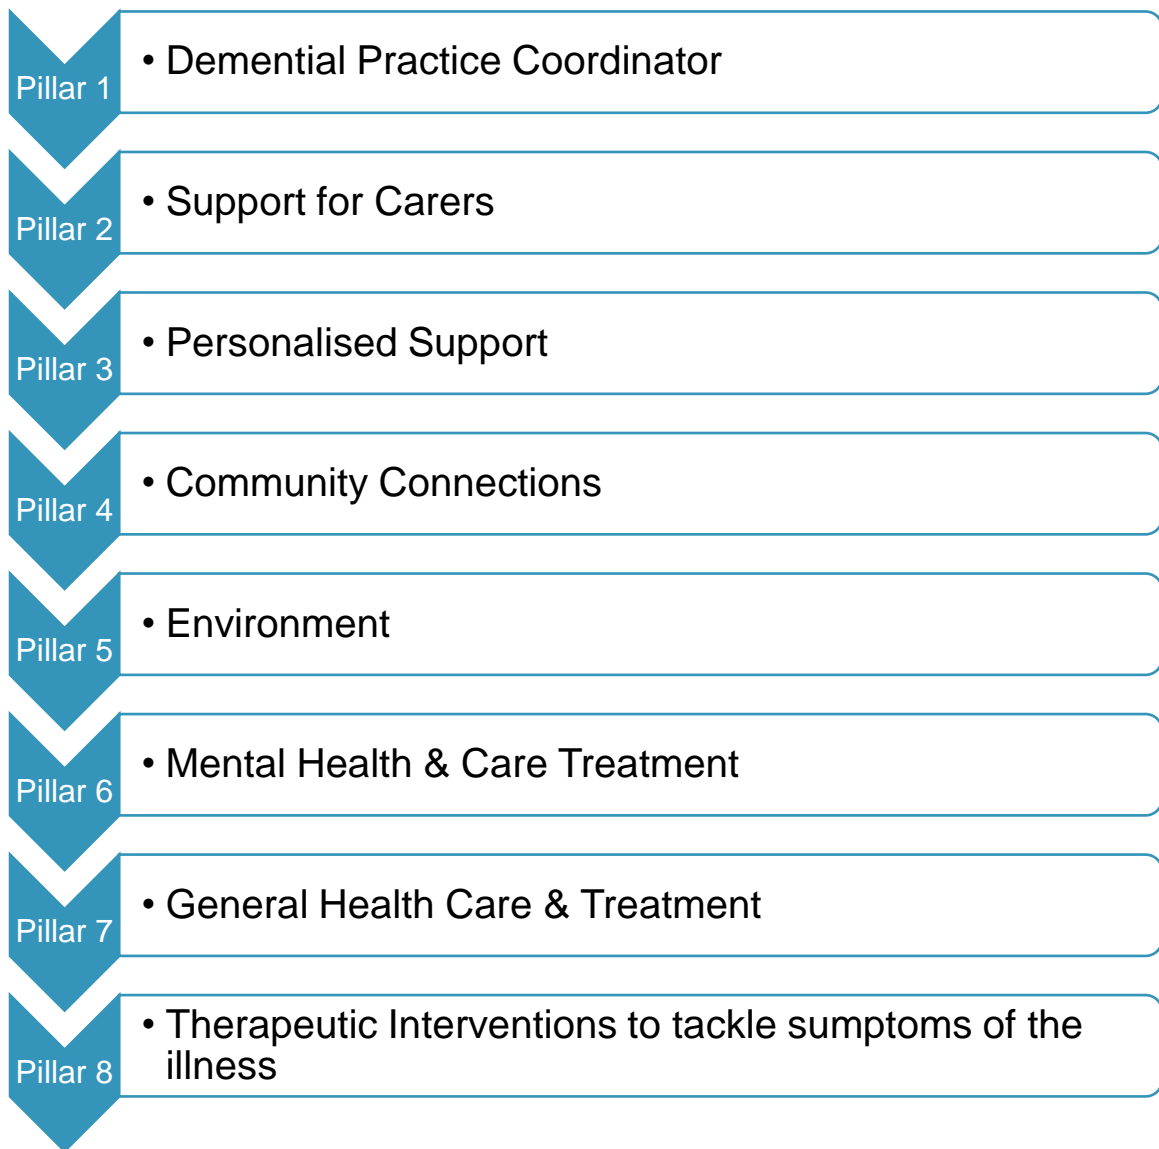 Pillar 1
• Demential Practice Coordinator
Pillar 2
• Support for Carers
Pillar 3
• Personalised Support
Pillar 4
• Community Connections
Pillar 5
• Environment
Pillar 6
• Mental Health & Care Treatment
Pillar 7
• General Health Care & Treatment
Pillar 8
• Therapeutic Interventions to tackle sumptoms of the
illness